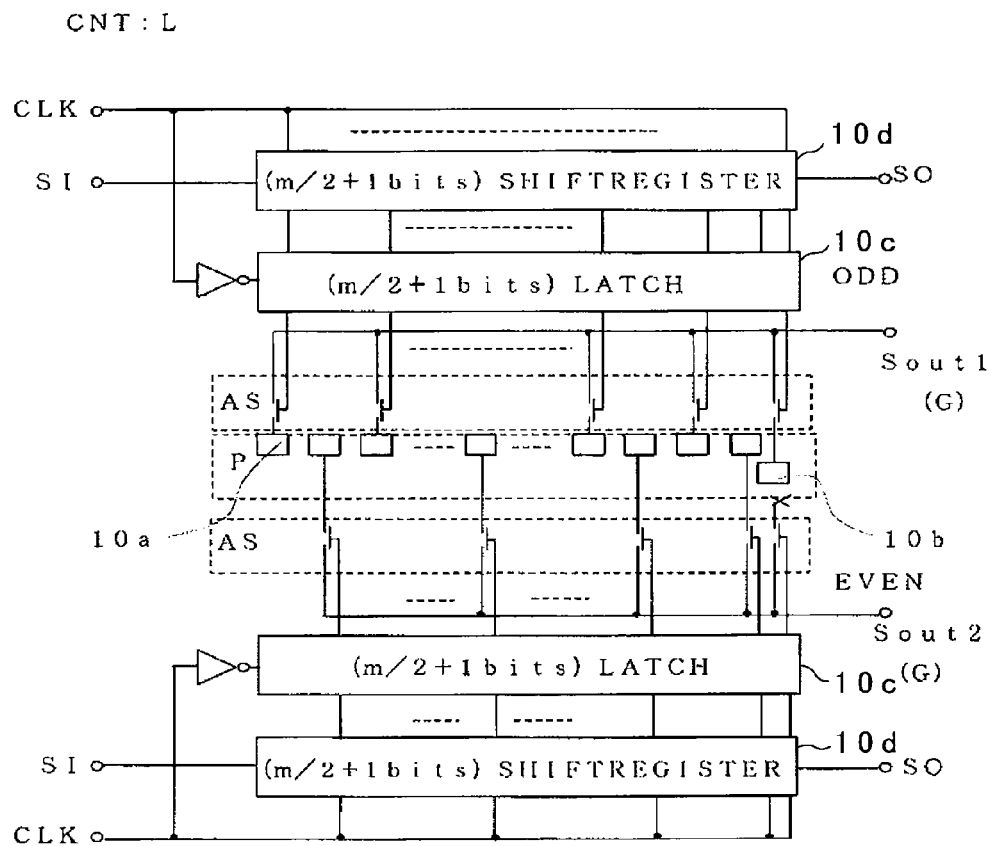 CNT : L
CLK
10d
SI
(m/2+1bits) SHIFTREGISTER
SO
10c
(m/2+1bits) LATCH
ODD
Sout1
(G)
AS
P
10a
AS
10b
EVEN
Sout2
(m/2+1bits) LATCH
10c
(G)
10d
SI
(m/2+1bits) SHIFTREGISTER
SO
CLK